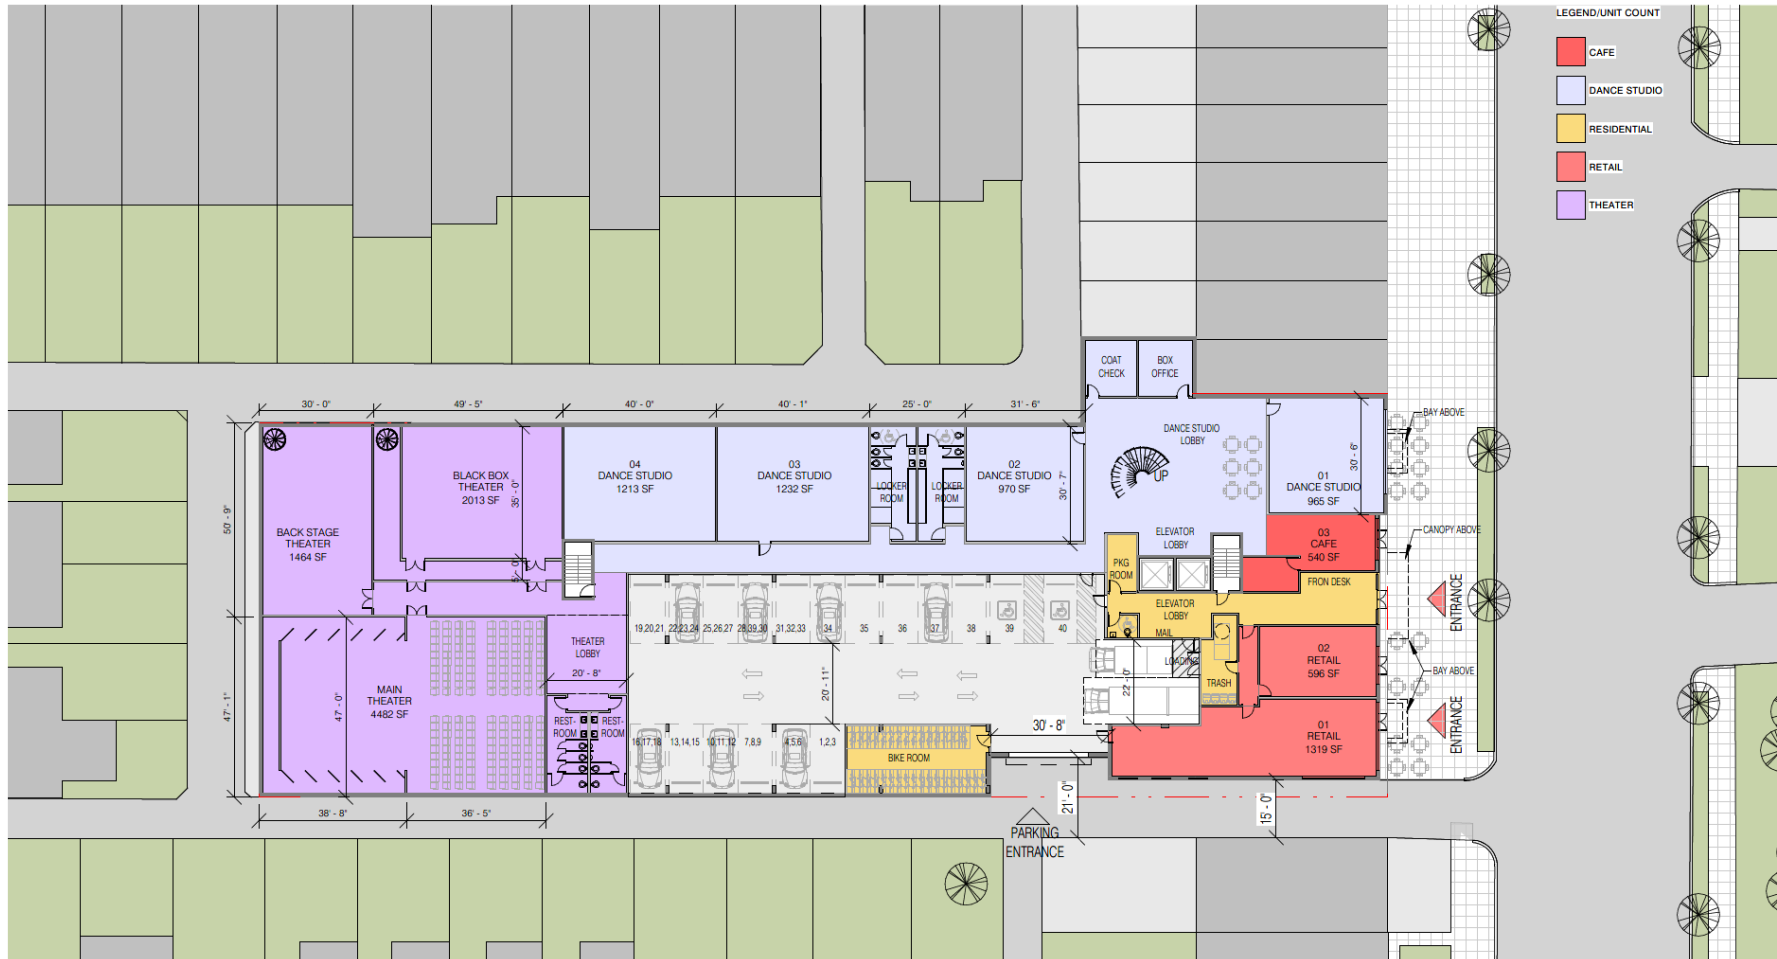 LEGEND/UNIT COUNT
CAFE
DANCE STUDIO
RESIDENTIAL
RETAIL
THEATER
COAT
CHECK
BOX
OFFICE
30' - 0"
49' - 5"
40' - 0"
40' - 1"
25' - 0"
31' - 6"
BAY ABOVE
DANCE STUDIO
LOBBY
30' - 6"
04
DANCE STUDIO
1213 SF
03
DANCE STUDIO
1232 SF
02
DANCE STUDIO
970 SF
30' - 7"
UP
01
DANCE STUDIO
965 SF
BLACK BOX
THEATER
2013 SF
35' - 0"
LOCKER
ROOM
LOCKER
ROOM
50' - 9"
BACK STAGE
THEATER
1464 SF
ELEVATOR
LOBBY
03
CAFE
540 SF
CANOPY ABOVE
PKG
ROOM
FRON DESK
ENTRANCE
ELEVATOR
LOBBY
MAIL
19,20,21
22,23,24
25,26,27
28,39,30
31,32,33
34
35
36
37
38
39
40
THEATER
LOBBY
20' - 8"
LOADING
02
RETAIL
596 SF
BAY ABOVE
TRASH
22' - 0"
20' - 11"
47' - 1"
47' - 0"
MAIN
THEATER
4482 SF
REST-
ROOM
REST-
ROOM
16,17,18
13,14,15
10,11,12
7,8,9
4,5,6
1,2,3
BIKE ROOM
30' - 8"
01
RETAIL
1319 SF
ENTRANCE
38' - 8"
36' - 5"
21' - 0"
15' - 0"
PARKING
ENTRANCE